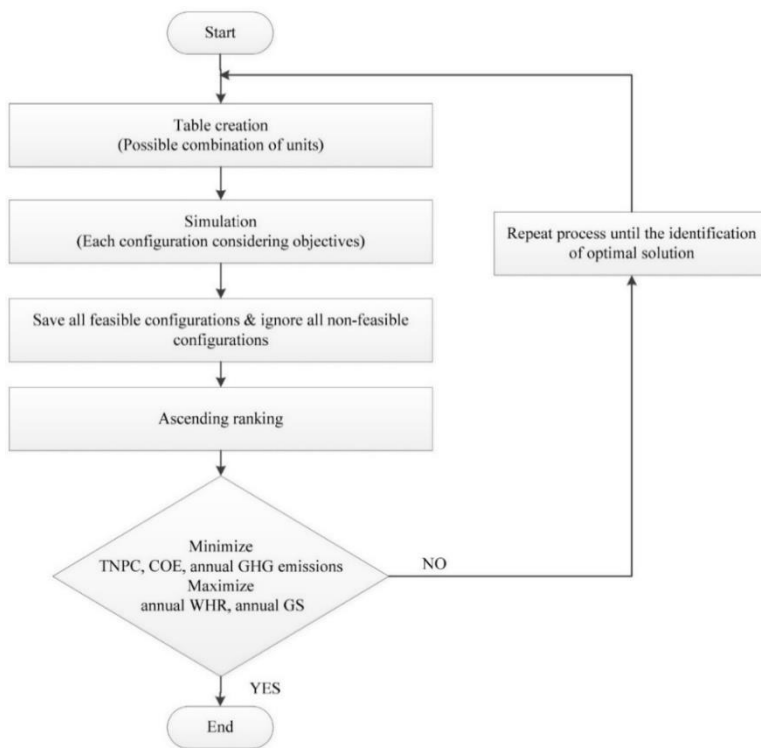 Start
Table creation
(Possible combination of units)
Simulation
(Each configuration considering objectives)
Repeat process until the identification
of optimal solution
Save all feasible configurations & ignore all non-feasible
configurations
Ascending ranking
Minimize
TNPC, COE, annual GHG emissions
Maximize
annual WHR, annual GS
NO
YES
End